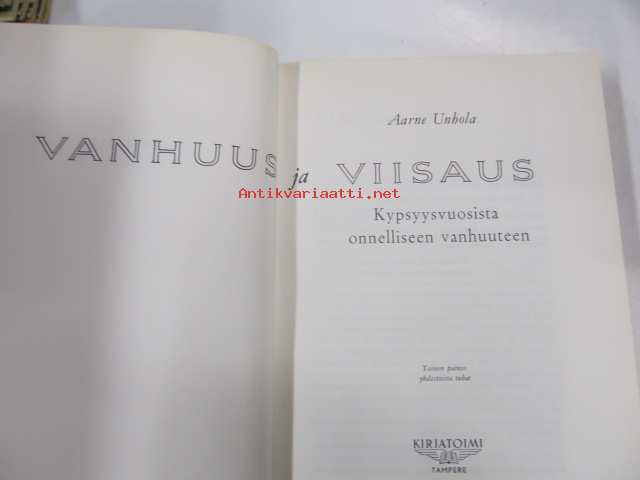 Aarne Unhola
VANHUUS ja VIISAUS
Antikvariaatti.net
Kypsyysvuosista
onnelliseen vanhuuteen
Toinen painos
yhdestoista tuhat
KIRJATOIMI
TAMPERE